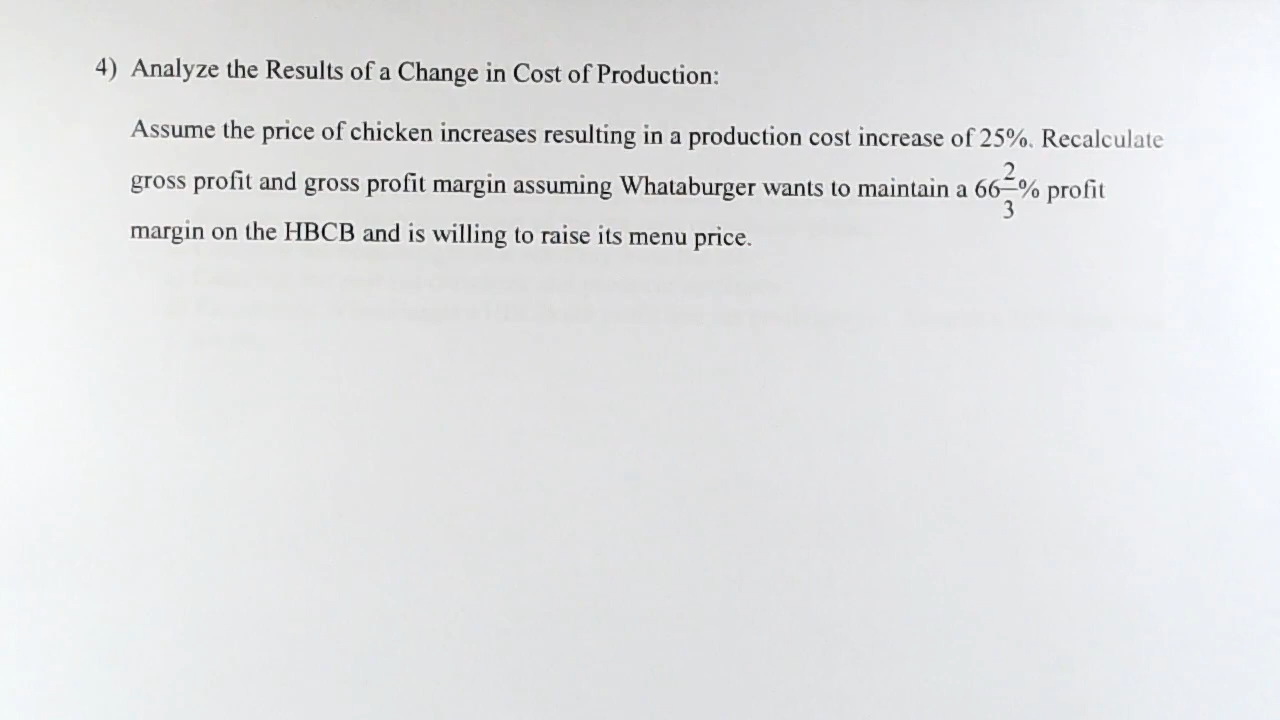 4) Analyze the Results of a Change in Cost of Production:
Assume the price of chicken increases resulting in a production cost increase of 25%. Recalculate
gross profit and gross profit margin assuming Whataburger wants to maintain a 66 2/3% profit
margin on the HBCB and is willing to raise its menu price.